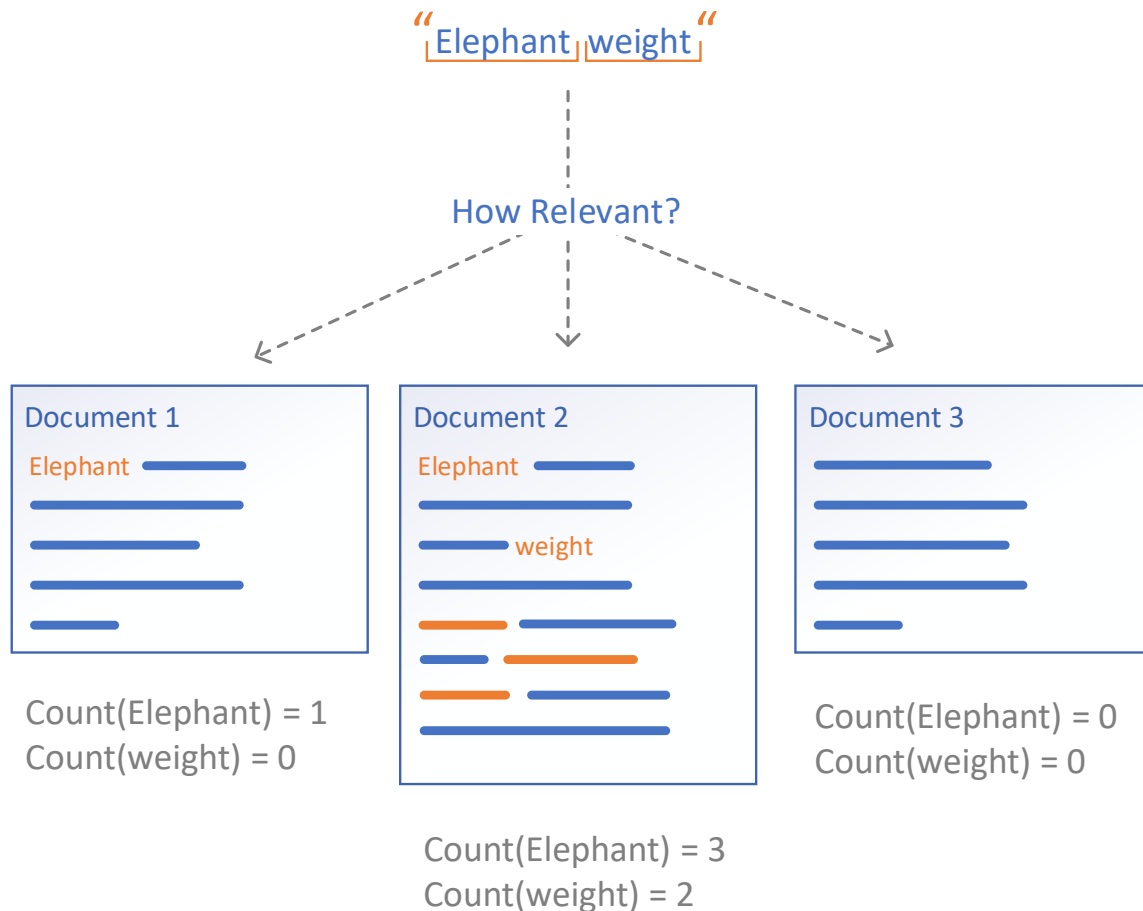 “Elephant weight“
How Relevant?
Document 1
Elephant
Count(Elephant) = 1
Count(weight) = 0
Document 2
Elephant
weight
Count(Elephant) = 3
Count(weight) = 2
Document 3
Count(Elephant) = 0
Count(weight) = 0